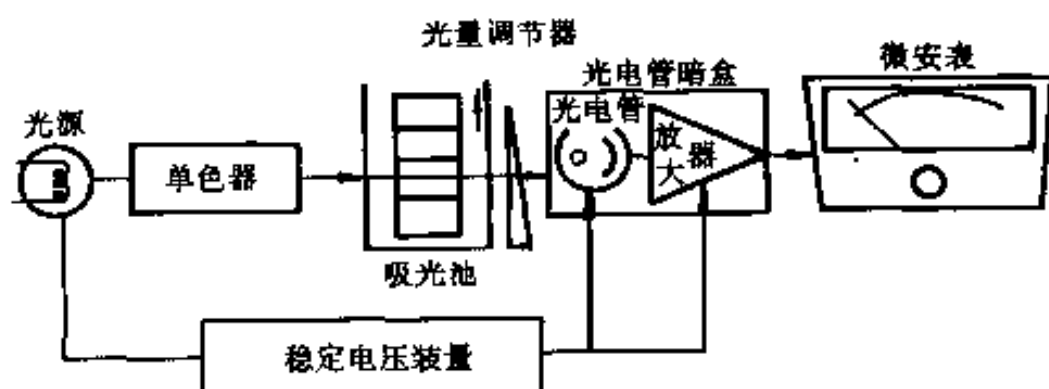 光量调节器
微安表
光电管暗盒
光源
光电管
放大器
单色器
吸光池
稳定电压装量